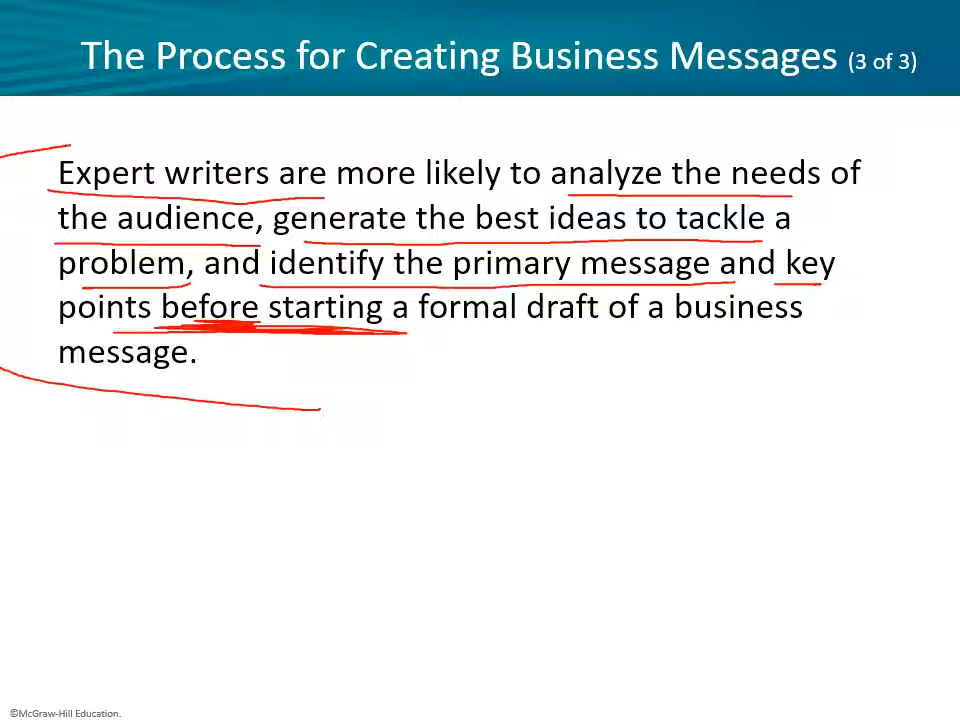 The Process for Creating Business Messages (3 of 3)
Expert writers are more likely to analyze the needs of
the audience, generate the best ideas to tackle a
problem, and identify the primary message and key
points before starting a formal draft of a business
message.
©McGraw-Hill Education.